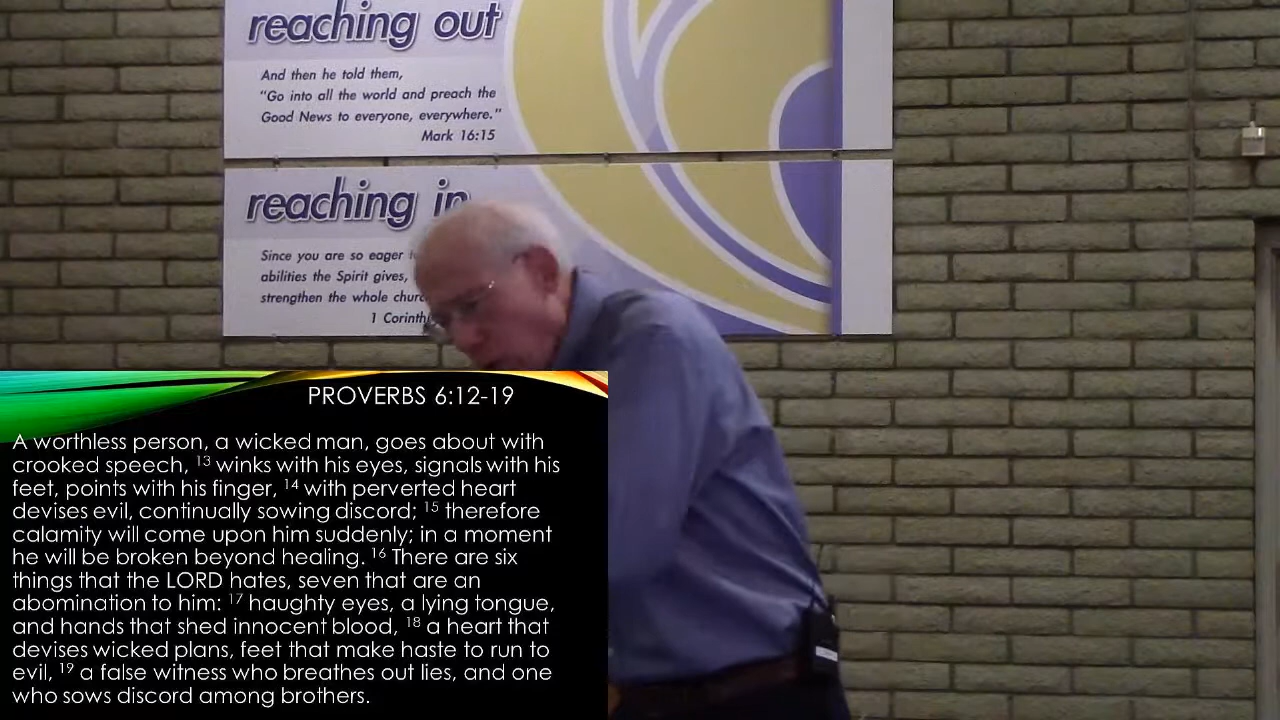 reaching out
And then he told them,
"Go into all the world and preach the
Good News to everyone, everywhere."
Mark 16:15
reaching in
Since you are so eager
abilities the Spirit gives,
strengthen the whole
1
PROVERBS 6:12-19
A worthless person, a wicked man, goes about with
crooked speech, 13 winks with his eyes, signals with his
feet, points with his finger, 14 with perverted heart
devises evil, continually sowing discord; 15 therefore
calamity will come upon him suddenly; in a moment
he will be broken beyond healing. 16 There are six
things that the LORD hates, seven that are an
abomination to him: 17 haughty eyes, a lying tongue,
and hands that shed innocent blood, 18 a heart that
devises wicked plans, feet that make haste to run to
evil, 19 a false witness who breathes out lies, and one
who sows discord among brothers.